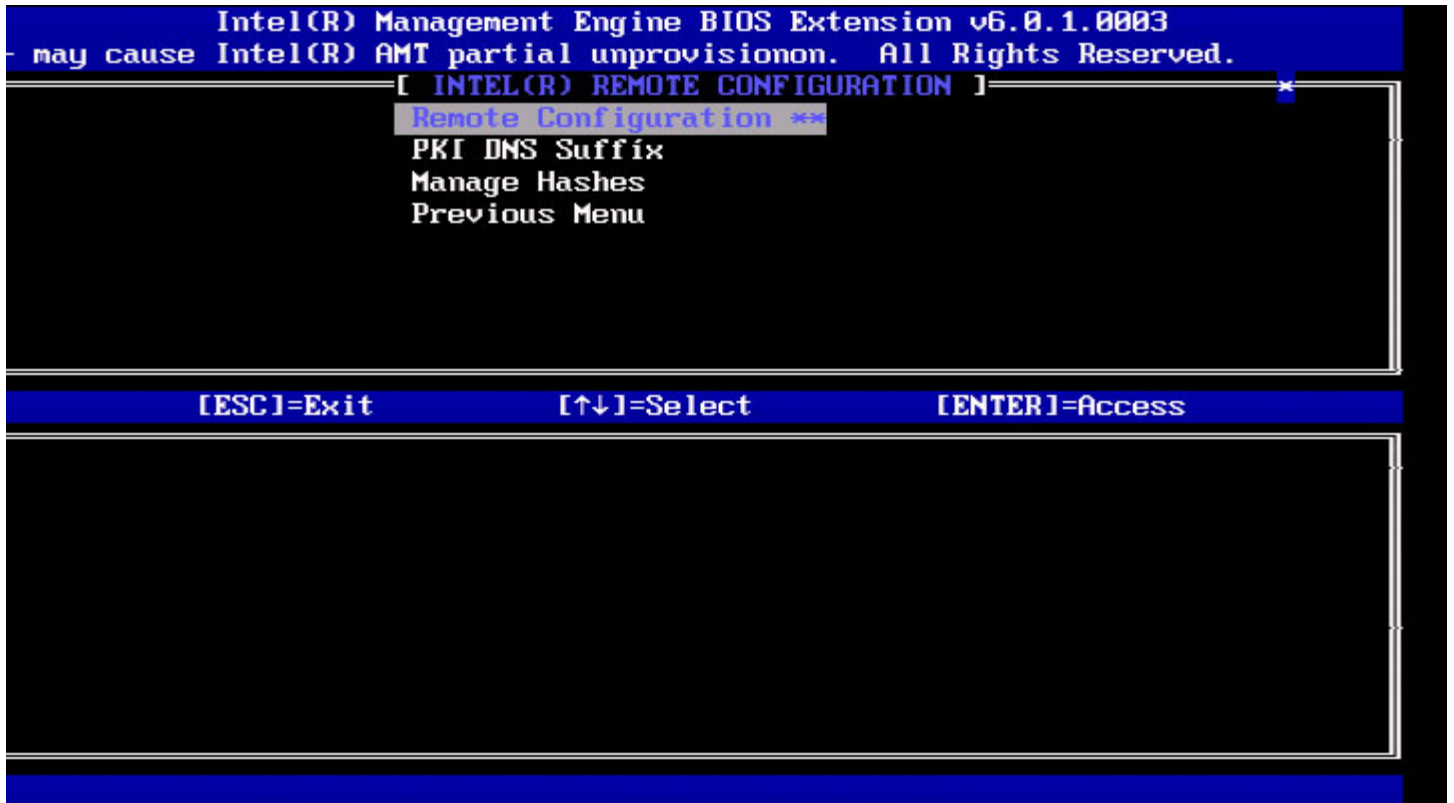 Intel(R) Management Engine BIOS Extension v6.0.1.0003
- may cause Intel(R) AMT partial unprovisionon. All Rights Reserved.
[ INTEL(R) REMOTE CONFIGURATION ] *
Remote Configuration **
PKI DNS Suffix
Manage Hashes
Previous Menu
[ESC]=Exit [↑↓]=Select [ENTER]=Access